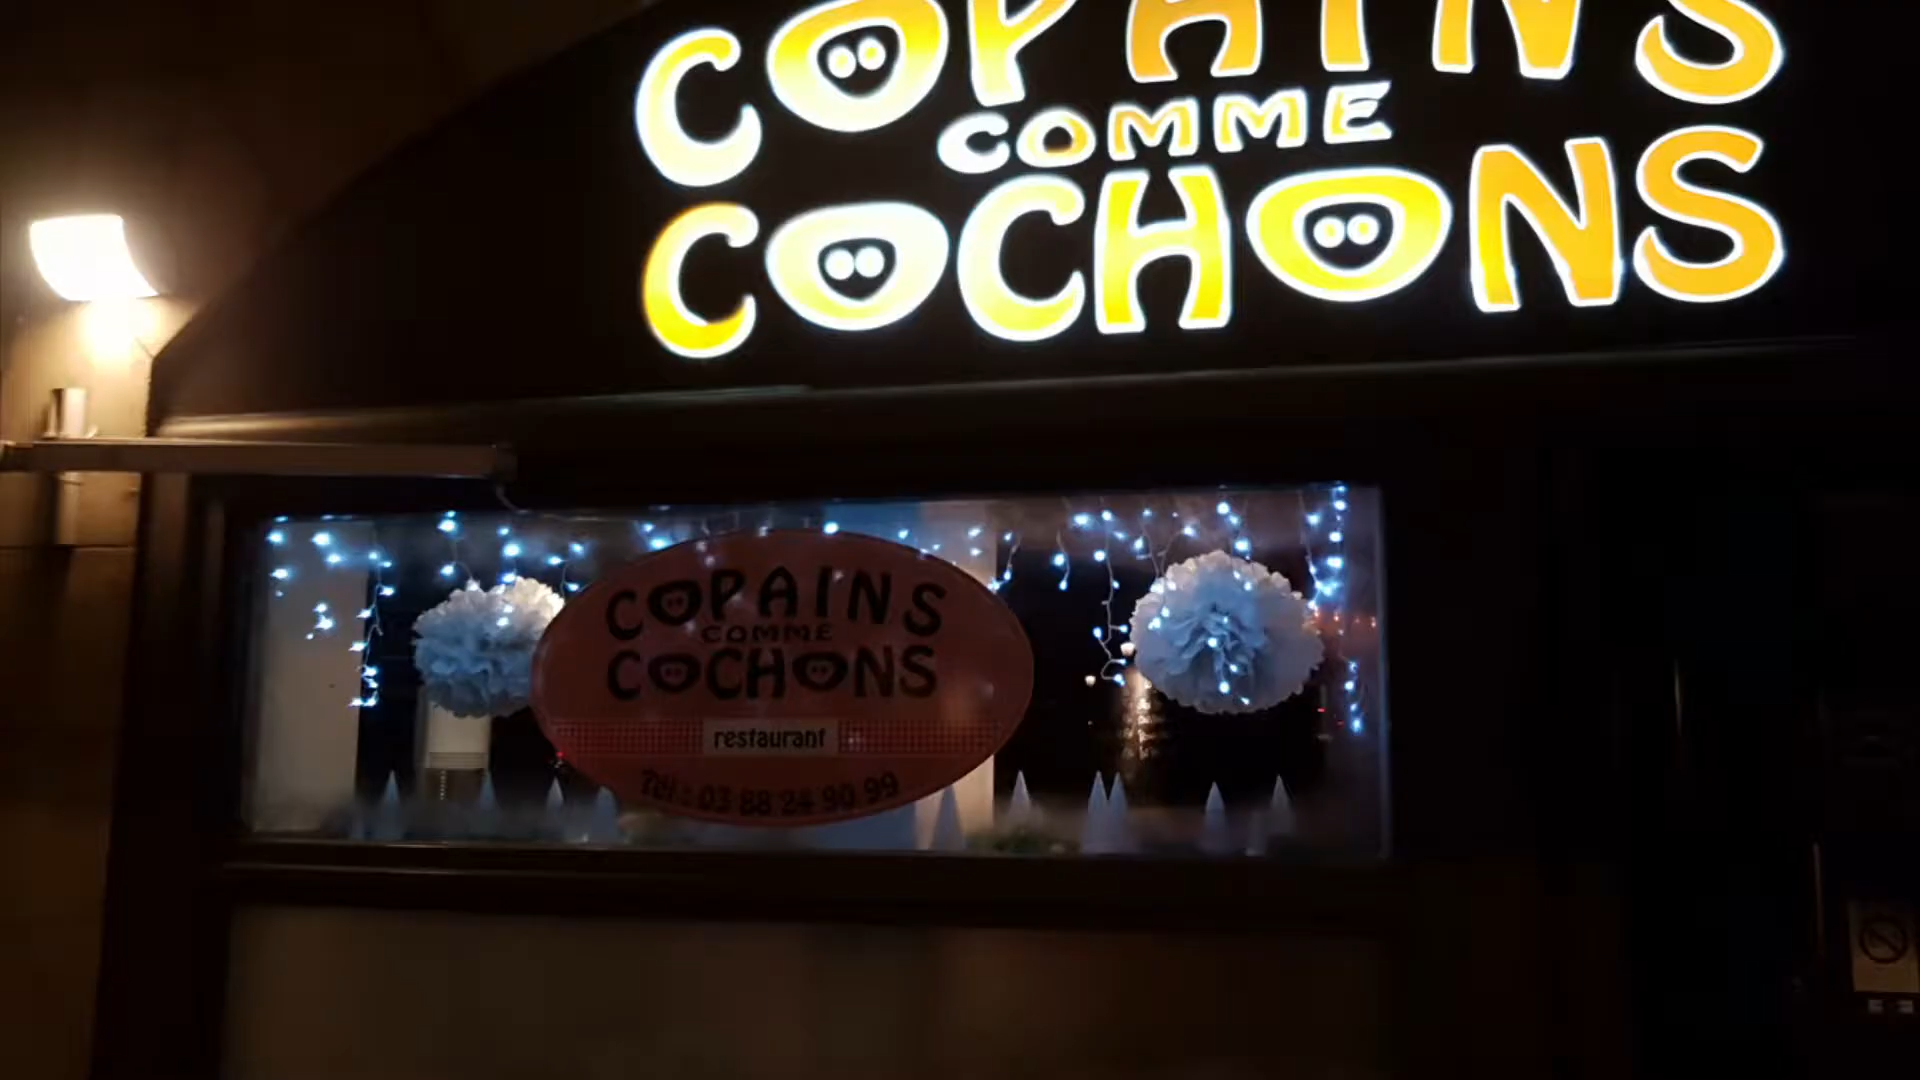 COPAINS
COMME
COCHONS
COPAINS
COMME
COCHONS
restaurant
Tél : 03 88 24 90 99